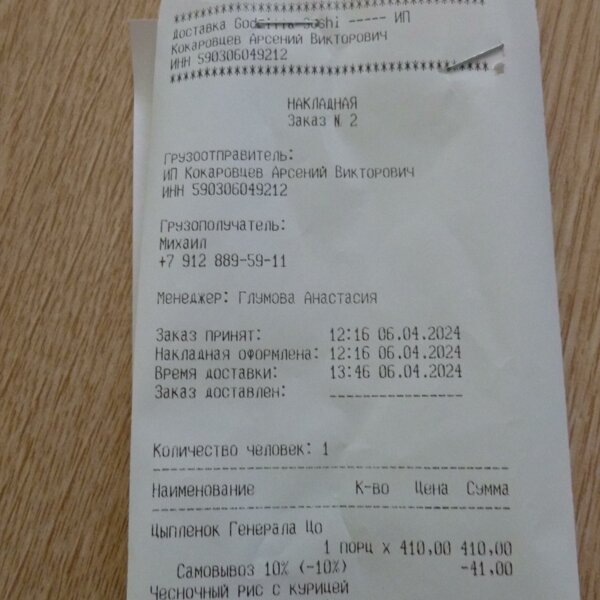 ************************************
Доставка Godzilla Sushi ----- ИП
Кокаровцев Арсений Викторович
ИНН 590306049212
************************************
НАКЛАДНАЯ
Заказ № 2
Грузоотправитель:
ИП Кокаровцев Арсений Викторович
ИНН 590306049212
Грузополучатель:
Михаил
+7 912 889-59-11
Менеджер: Глумова Анастасия
Заказ принят: 12:16 06.04.2024
Накладная оформлена: 12:16 06.04.2024
Время доставки: 13:46 06.04.2024
Заказ доставлен: ________________
Количество человек: 1
Наименование К-во Цена Сумма
Цыпленок Генерала Цо
1 порц х 410,00 410,00
Самовывоз 10% (-10%) -41,00
Чесночный рис с курицей